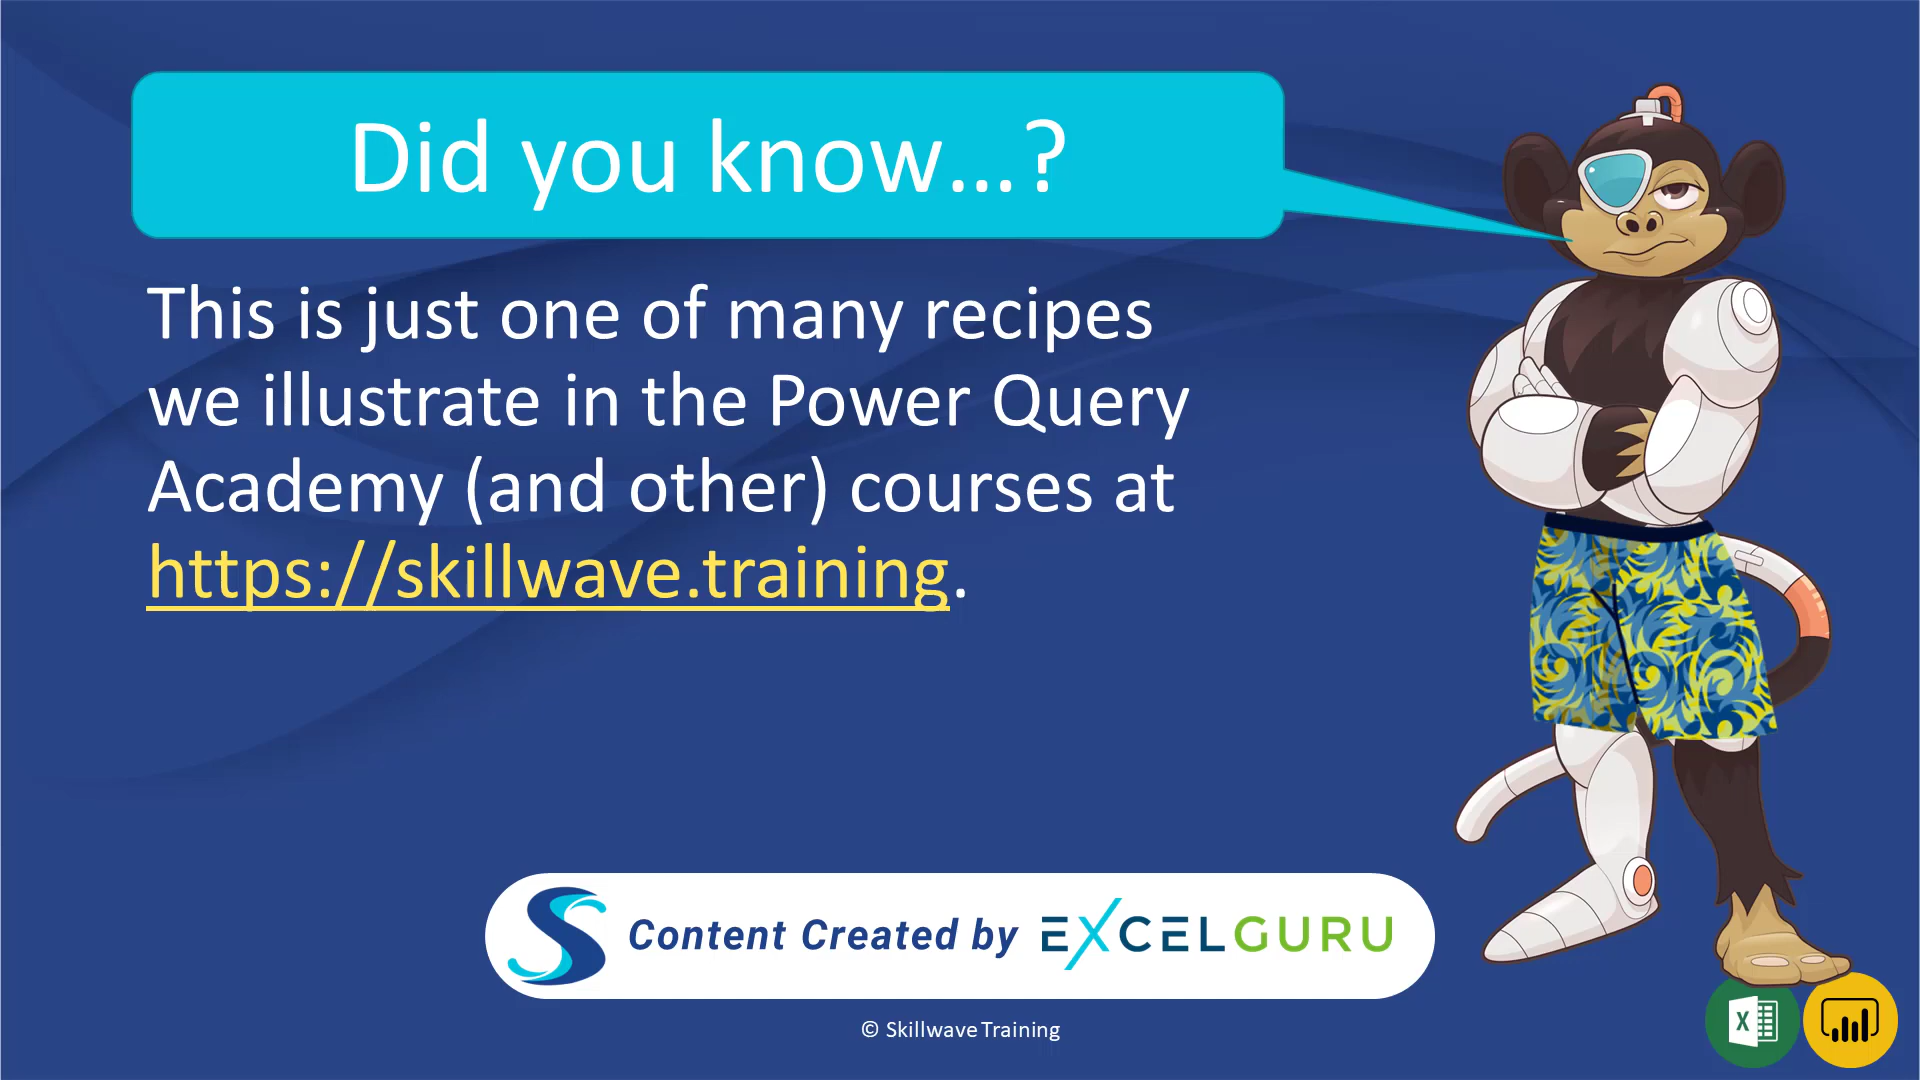 Did you know...?
This is just one of many recipes
we illustrate in the Power Query
Academy (and other) courses at
https://skillwave.training.
Content Created by EXCELGURU
© Skillwave Training
X